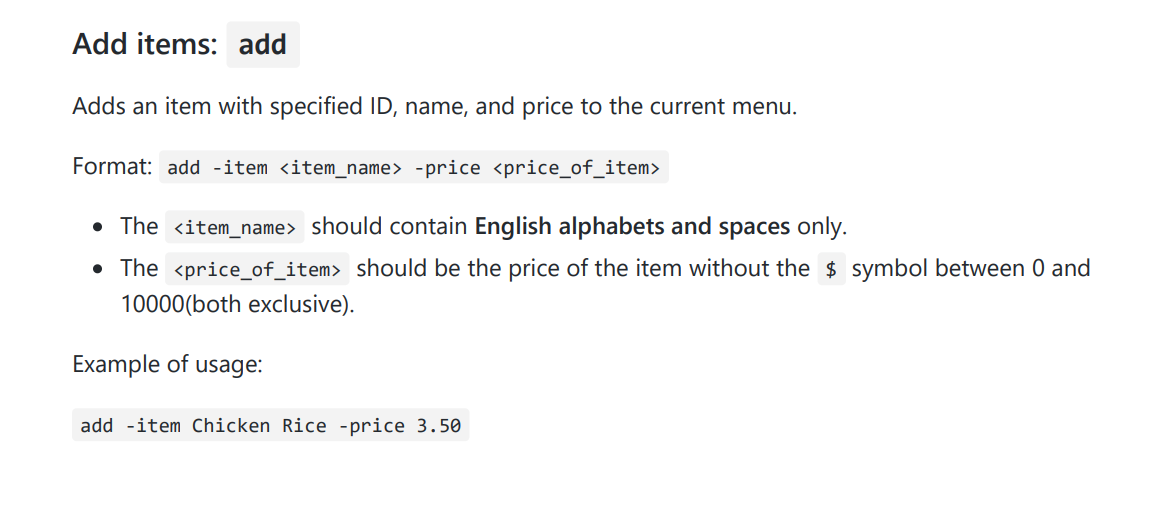 Add items: add
Adds an item with specified ID, name, and price to the current menu.
Format: add -item <item_name> -price <price_of_item>
• The <item_name> should contain English alphabets and spaces only.
• The <price_of_item> should be the price of the item without the $ symbol between 0 and
10000(both exclusive).
Example of usage:
add -item Chicken Rice -price 3.50